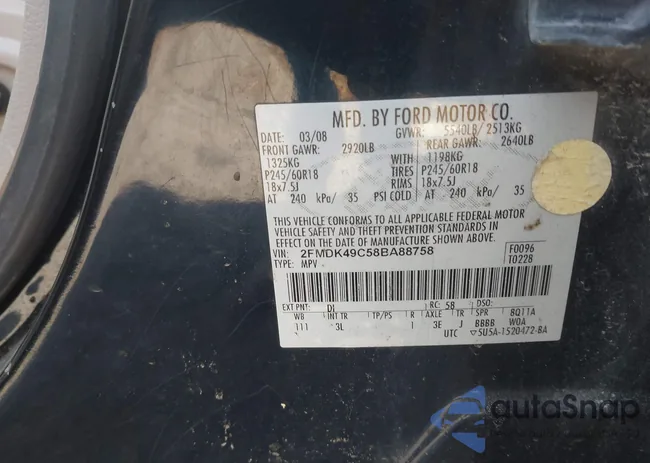 MFD. BY FORD MOTOR CO.
DATE: 03/08 GVWR: 5540LB/ 2513KG
FRONT GAWR: 2920LB REAR GAWR: 2640LB
1325KG WITH 1198KG
P245/60R18 TIRES P245/60R18
18x7.5J RIMS 18x7.5J
AT 240 kPa/ 35 PSI COLD AT 240 kPa/ 35
THIS VEHICLE CONFORMS TO ALL APPLICABLE FEDERAL MOTOR
VEHICLE SAFETY AND THEFT PREVENTION STANDARDS IN
EFFECT ON THE DATE OF MANUFACTURE SHOWN ABOVE.
VIN: 2FMDK49C58BA88758 F0096
TYPE: MPV T0228
EXT PNT: DI RC: 58 DSO:
WB INT TR TP/PS R AXLE TR SPR BQ11A
111 3L 1 3E J BBBB WOA
UTC ▽5U5A-1520472-BA
autoSnap